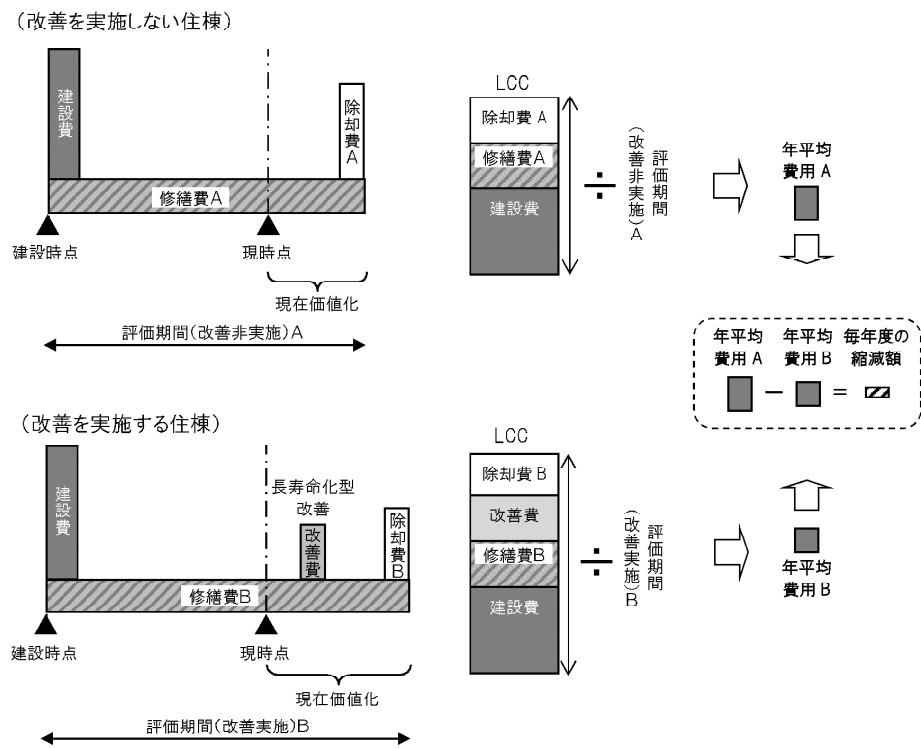 (改善を実施しない住棟)
建設費
除却費A
修繕費A
建設時点
現時点
現在価値化
評価期間(改善非実施)A
LCC
除却費A
修繕費A
建設費
÷
評価期間
(改善非実施)A
年平均
費用A
年平均
費用A
年平均
費用B
毎年度の
縮減額
− =
(改善を実施する住棟)
建設費
長寿命化型
改善
改善費
除却費B
修繕費B
建設時点
現時点
現在価値化
評価期間(改善実施)B
LCC
除却費B
改善費
修繕費B
建設費
÷
評価期間
(改善実施)B
年平均
費用B